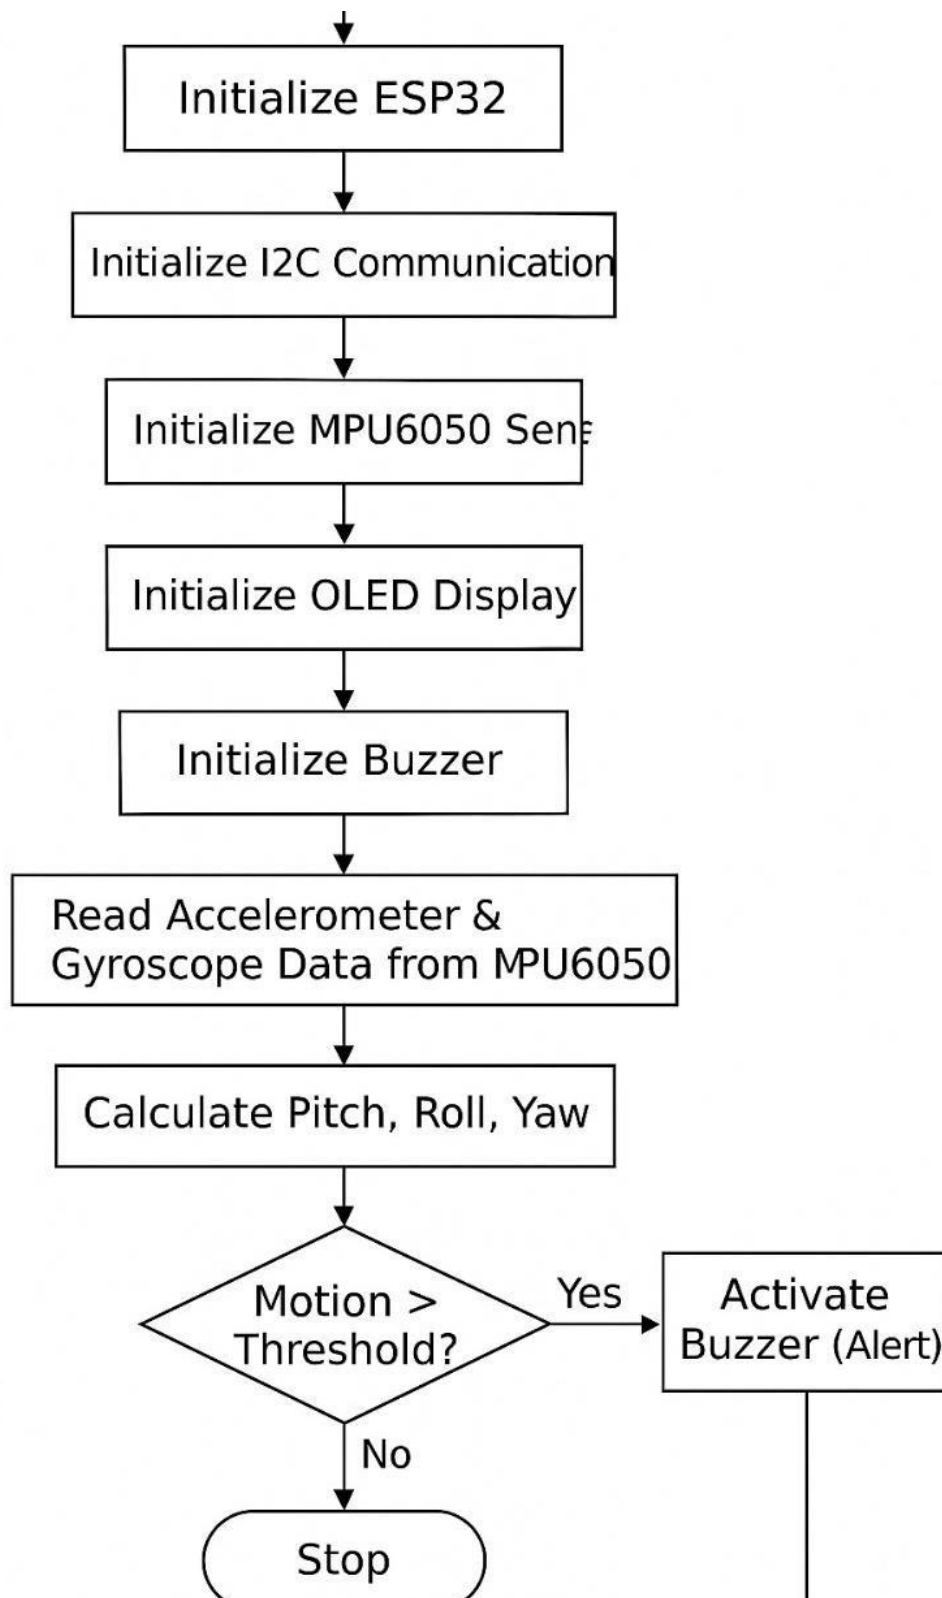 Initialize ESP32
Initialize I2C Communication
Initialize MPU6050
Initialize OLED Display
Initialize Buzzer
Read Accelerometer &
Gyroscope Data from MPU6050
Calculate Pitch, Roll, Yaw
Motion >
Threshold?
Yes
Activate
Buzzer (Alert)
No
Stop